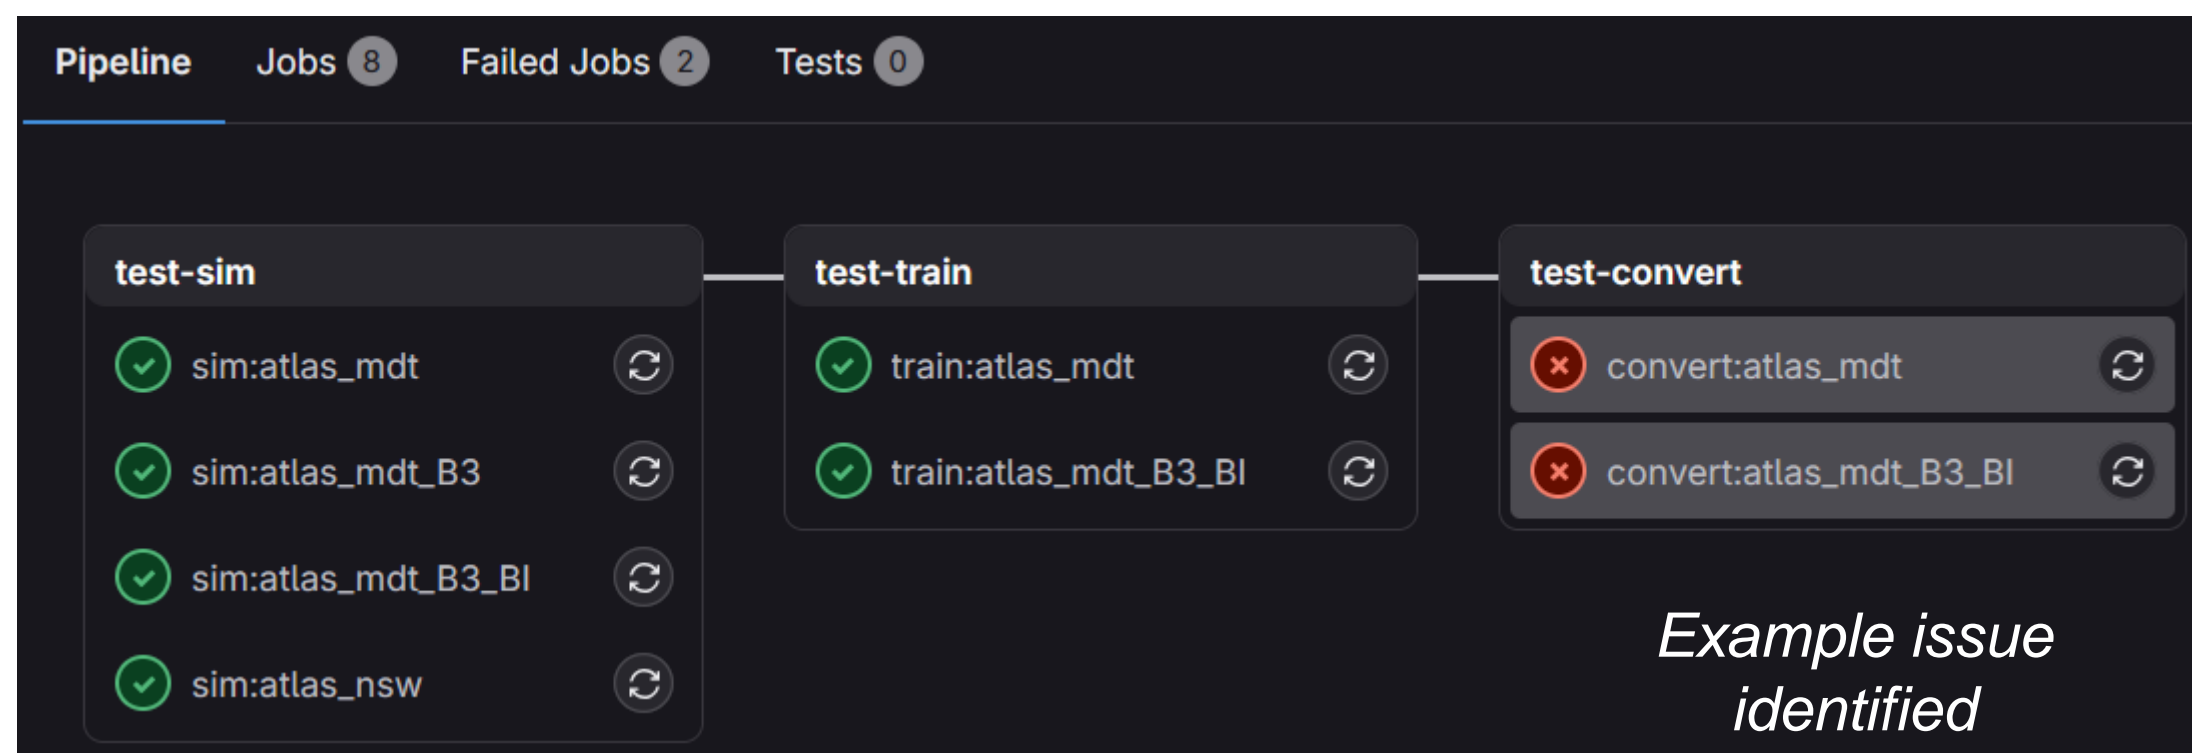 Pipeline Jobs 8 Failed Jobs 2 Tests 0
test-sim
sim:atlas_mdt
sim:atlas_mdt_B3
sim:atlas_mdt_B3_BI
sim:atlas_nsw
test-train
train:atlas_mdt
train:atlas_mdt_B3_BI
test-convert
convert:atlas_mdt
convert:atlas_mdt_B3_BI
Example issue
identified